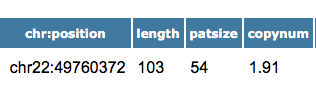 chr:position length patsize copynum
chr22:49760372 103 54 1.91